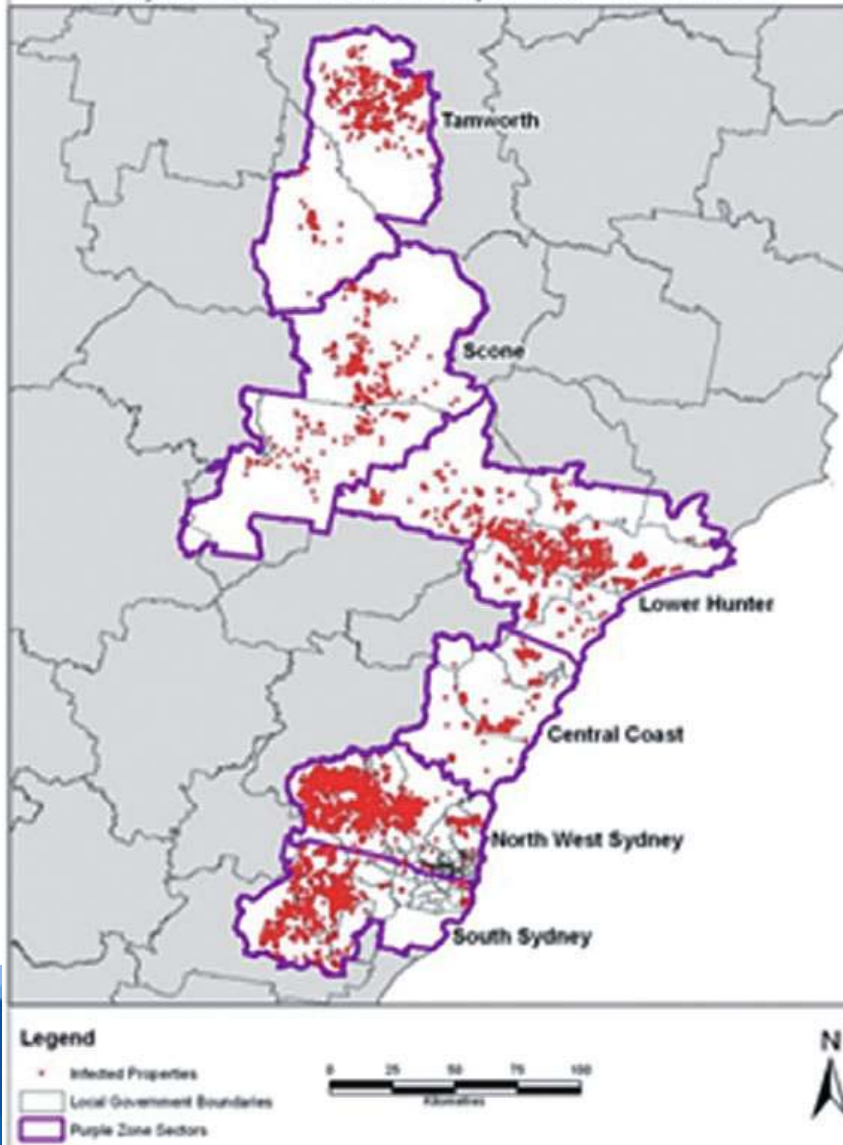 Tamworth
Scone
Lower Hunter
Central Coast
North West Sydney
South Sydney
Legend
Infected Properties
Local Government Boundaries
Purple Zone Sectors
0 25 50 75 100
Kilometres
N